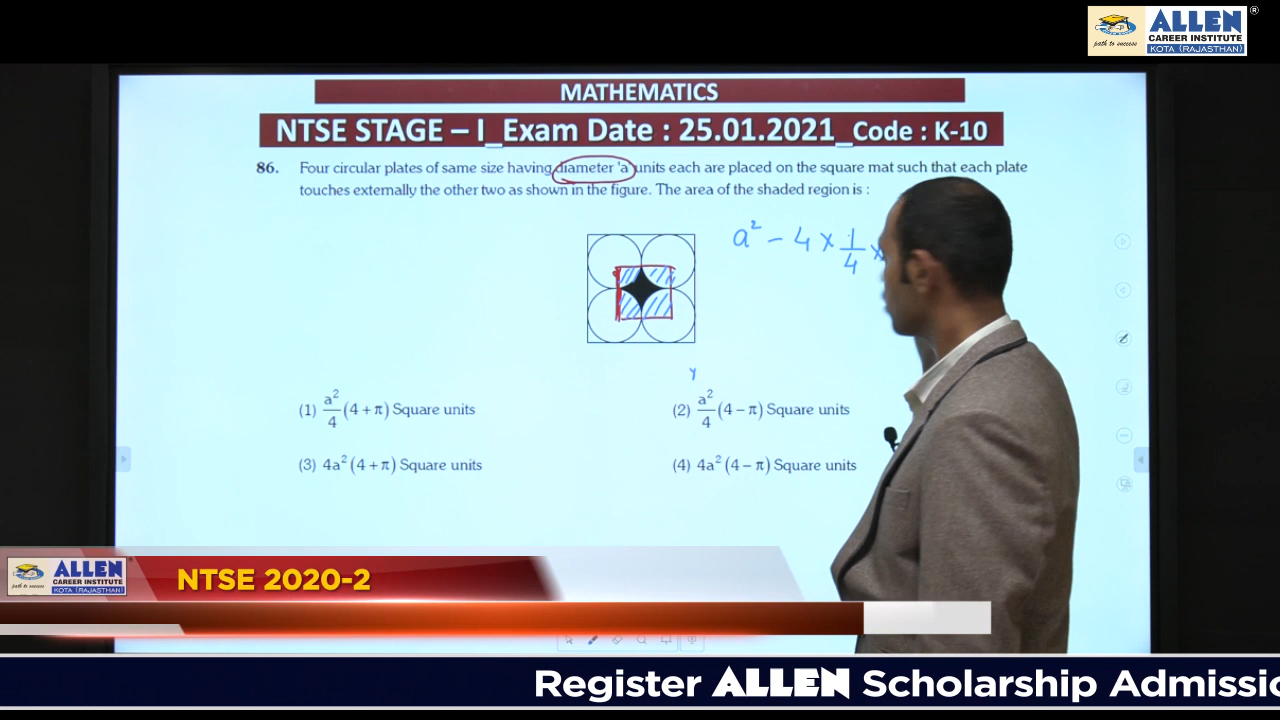 ALLEN
®
path to success
CAREER INSTITUTE
KOTA (RAJASTHAN)
MATHEMATICS
NTSE STAGE – I_Exam Date : 25.01.2021_Code : K-10
86. Four circular plates of same size having diameter 'a' units each are placed on the square mat such that each plate
touches externally the other two as shown in the figure. The area of the shaded region is :
a² – 4 × 1/4 ×
(1) a²/4 (4 + π) Square units
(2) a²/4 (4 – π) Square units
(3) 4a² (4 + π) Square units
(4) 4a² (4 – π) Square units
ALLEN
path to success
CAREER INSTITUTE
KOTA (RAJASTHAN)
NTSE 2020-2
Register ALLEN Scholarship Admissio